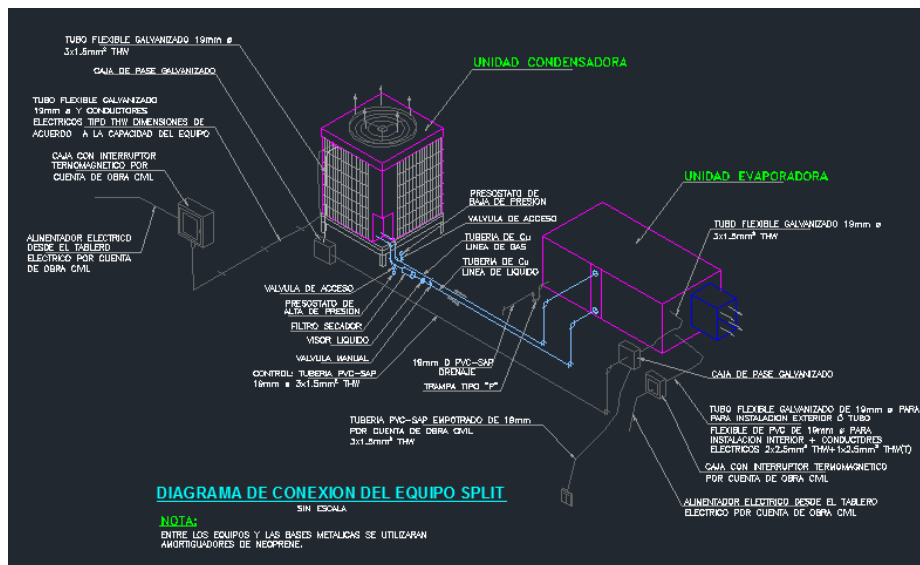 TUBO FLEXIBLE GALVANIZADO 19mm ø
3x1.5mm² THW
CAJA DE PASE GALVANIZADO
TUBO FLEXIBLE GALVANIZADO
19mm ø Y CONDUCTORES
ELECTRICOS TIPO THW DIMENSIONES DE
ACUERDO A LA CAPACIDAD DEL EQUIPO
CAJA CON INTERRUPTOR
TERMOMAGNETICO POR
CUENTA DE OBRA CIVIL
ALIMENTADOR ELECTRICO
DESDE EL TABLERO
ELECTRICO POR CUENTA
DE OBRA CIVIL
UNIDAD CONDENSADORA
PRESOSTATO DE
BAJA DE PRESION
VALVULA DE ACCESO
TUBERIA DE Cu
LINEA DE GAS
TUBERIA DE Cu
LINEA DE LIQUIDO
VALVULA DE ACCESO
PRESOSTATO DE
ALTA DE PRESION
FILTRO SECADOR
VISOR LIQUIDO
VALVULA MANUAL
CONTROL: TUBERIA PVC-SAP
19mm ø 3x1.5mm² THW
UNIDAD EVAPORADORA
TUBO FLEXIBLE GALVANIZADO 19mm ø
3x1.5mm² THW
19mm D PVC-SAP
DRENAJE
TRAMPA TIPO "P"
CAJA DE PASE GALVANIZADO
TUBO FLEXIBLE GALVANIZADO DE 19mm ø PARA
PARA INSTALACION EXTERIOR O TUBO
FLEXIBLE DE PVC DE 19mm ø PARA
INSTALACION INTERIOR + CONDUCTORES
ELECTRICOS 2x2.5mm² THW+1x2.5mm² THW(T)
CAJA CON INTERRUPTOR TERMOMAGNETICO
POR CUENTA DE OBRA CIVIL
ALIMENTADOR ELECTRICO DESDE EL TABLERO
ELECTRICO POR CUENTA DE OBRA CIVIL
TUBERIA PVC-SAP EMPOTRADO DE 19mm
POR CUENTA DE OBRA CIVIL
3x1.5mm² THW
DIAGRAMA DE CONEXION DEL EQUIPO SPLIT
SIN ESCALA
NOTA:
ENTRE LOS EQUIPOS Y LAS BASES METALICAS SE UTILIZARAN
AMORTIGUADORES DE NEOPRENE.